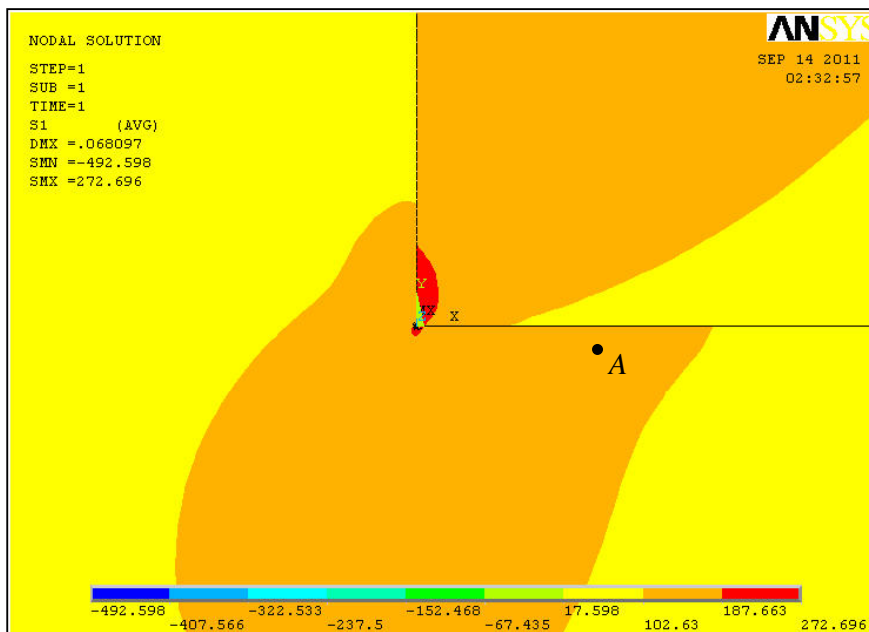 ANSYS
NODAL SOLUTION
SEP 14 2011
02:32:57
STEP=1
SUB =1
TIME=1
S1 (AVG)
DMX =.068097
SMN =-492.598
SMX =272.696
Y
X
A
-492.598 -322.533 -152.468 17.598 187.663
-407.566 -237.5 -67.435 102.63 272.696